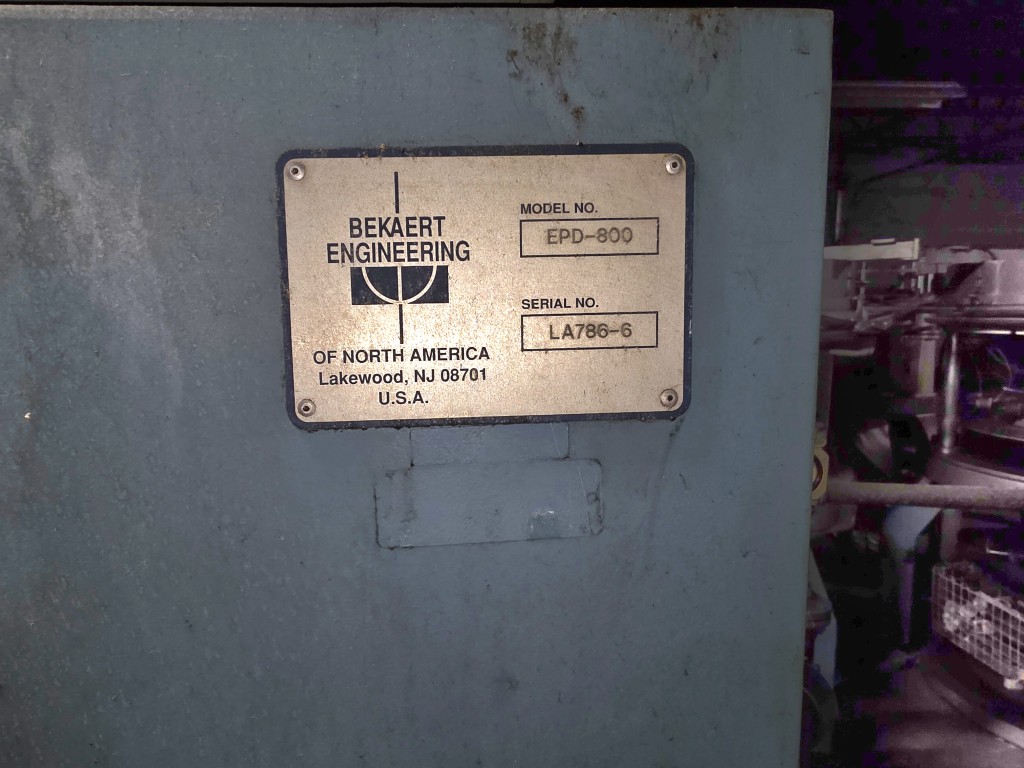 BEKAERT
ENGINEERING
OF NORTH AMERICA
Lakewood, NJ 08701
U.S.A.
MODEL NO.
EPD-800
SERIAL NO.
LA786-6